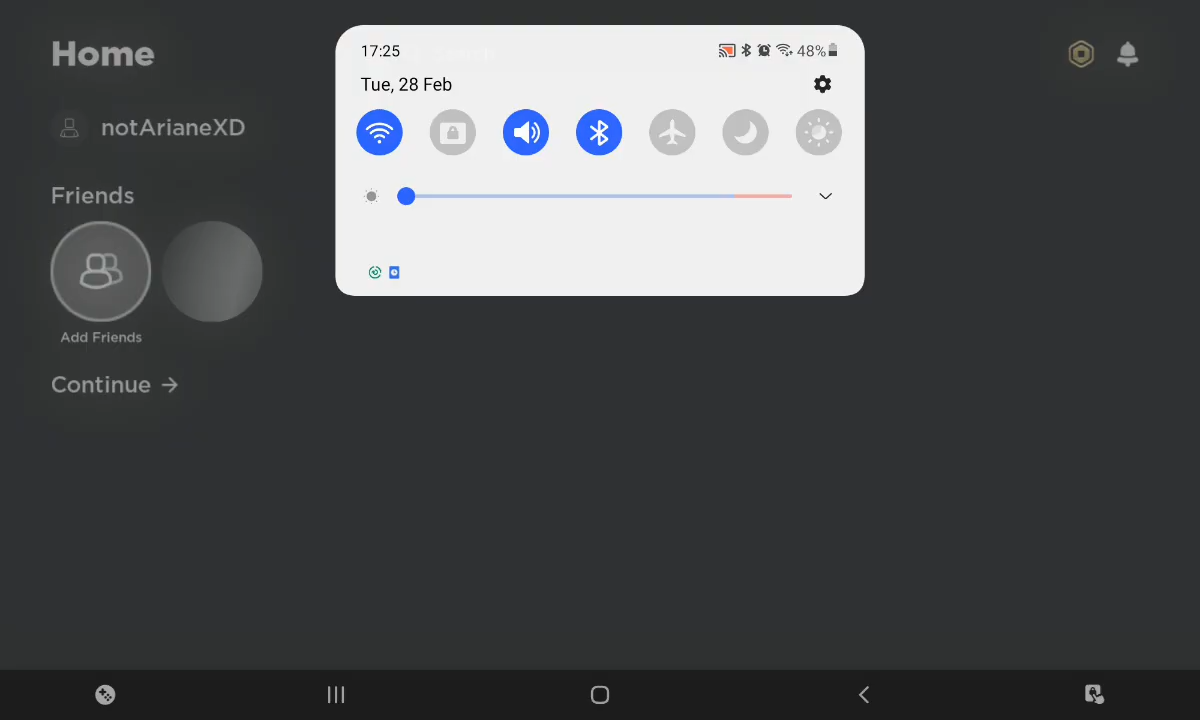 Home
17:25
48%
Tue, 28 Feb
notArianeXD
Friends
Add Friends
Continue →